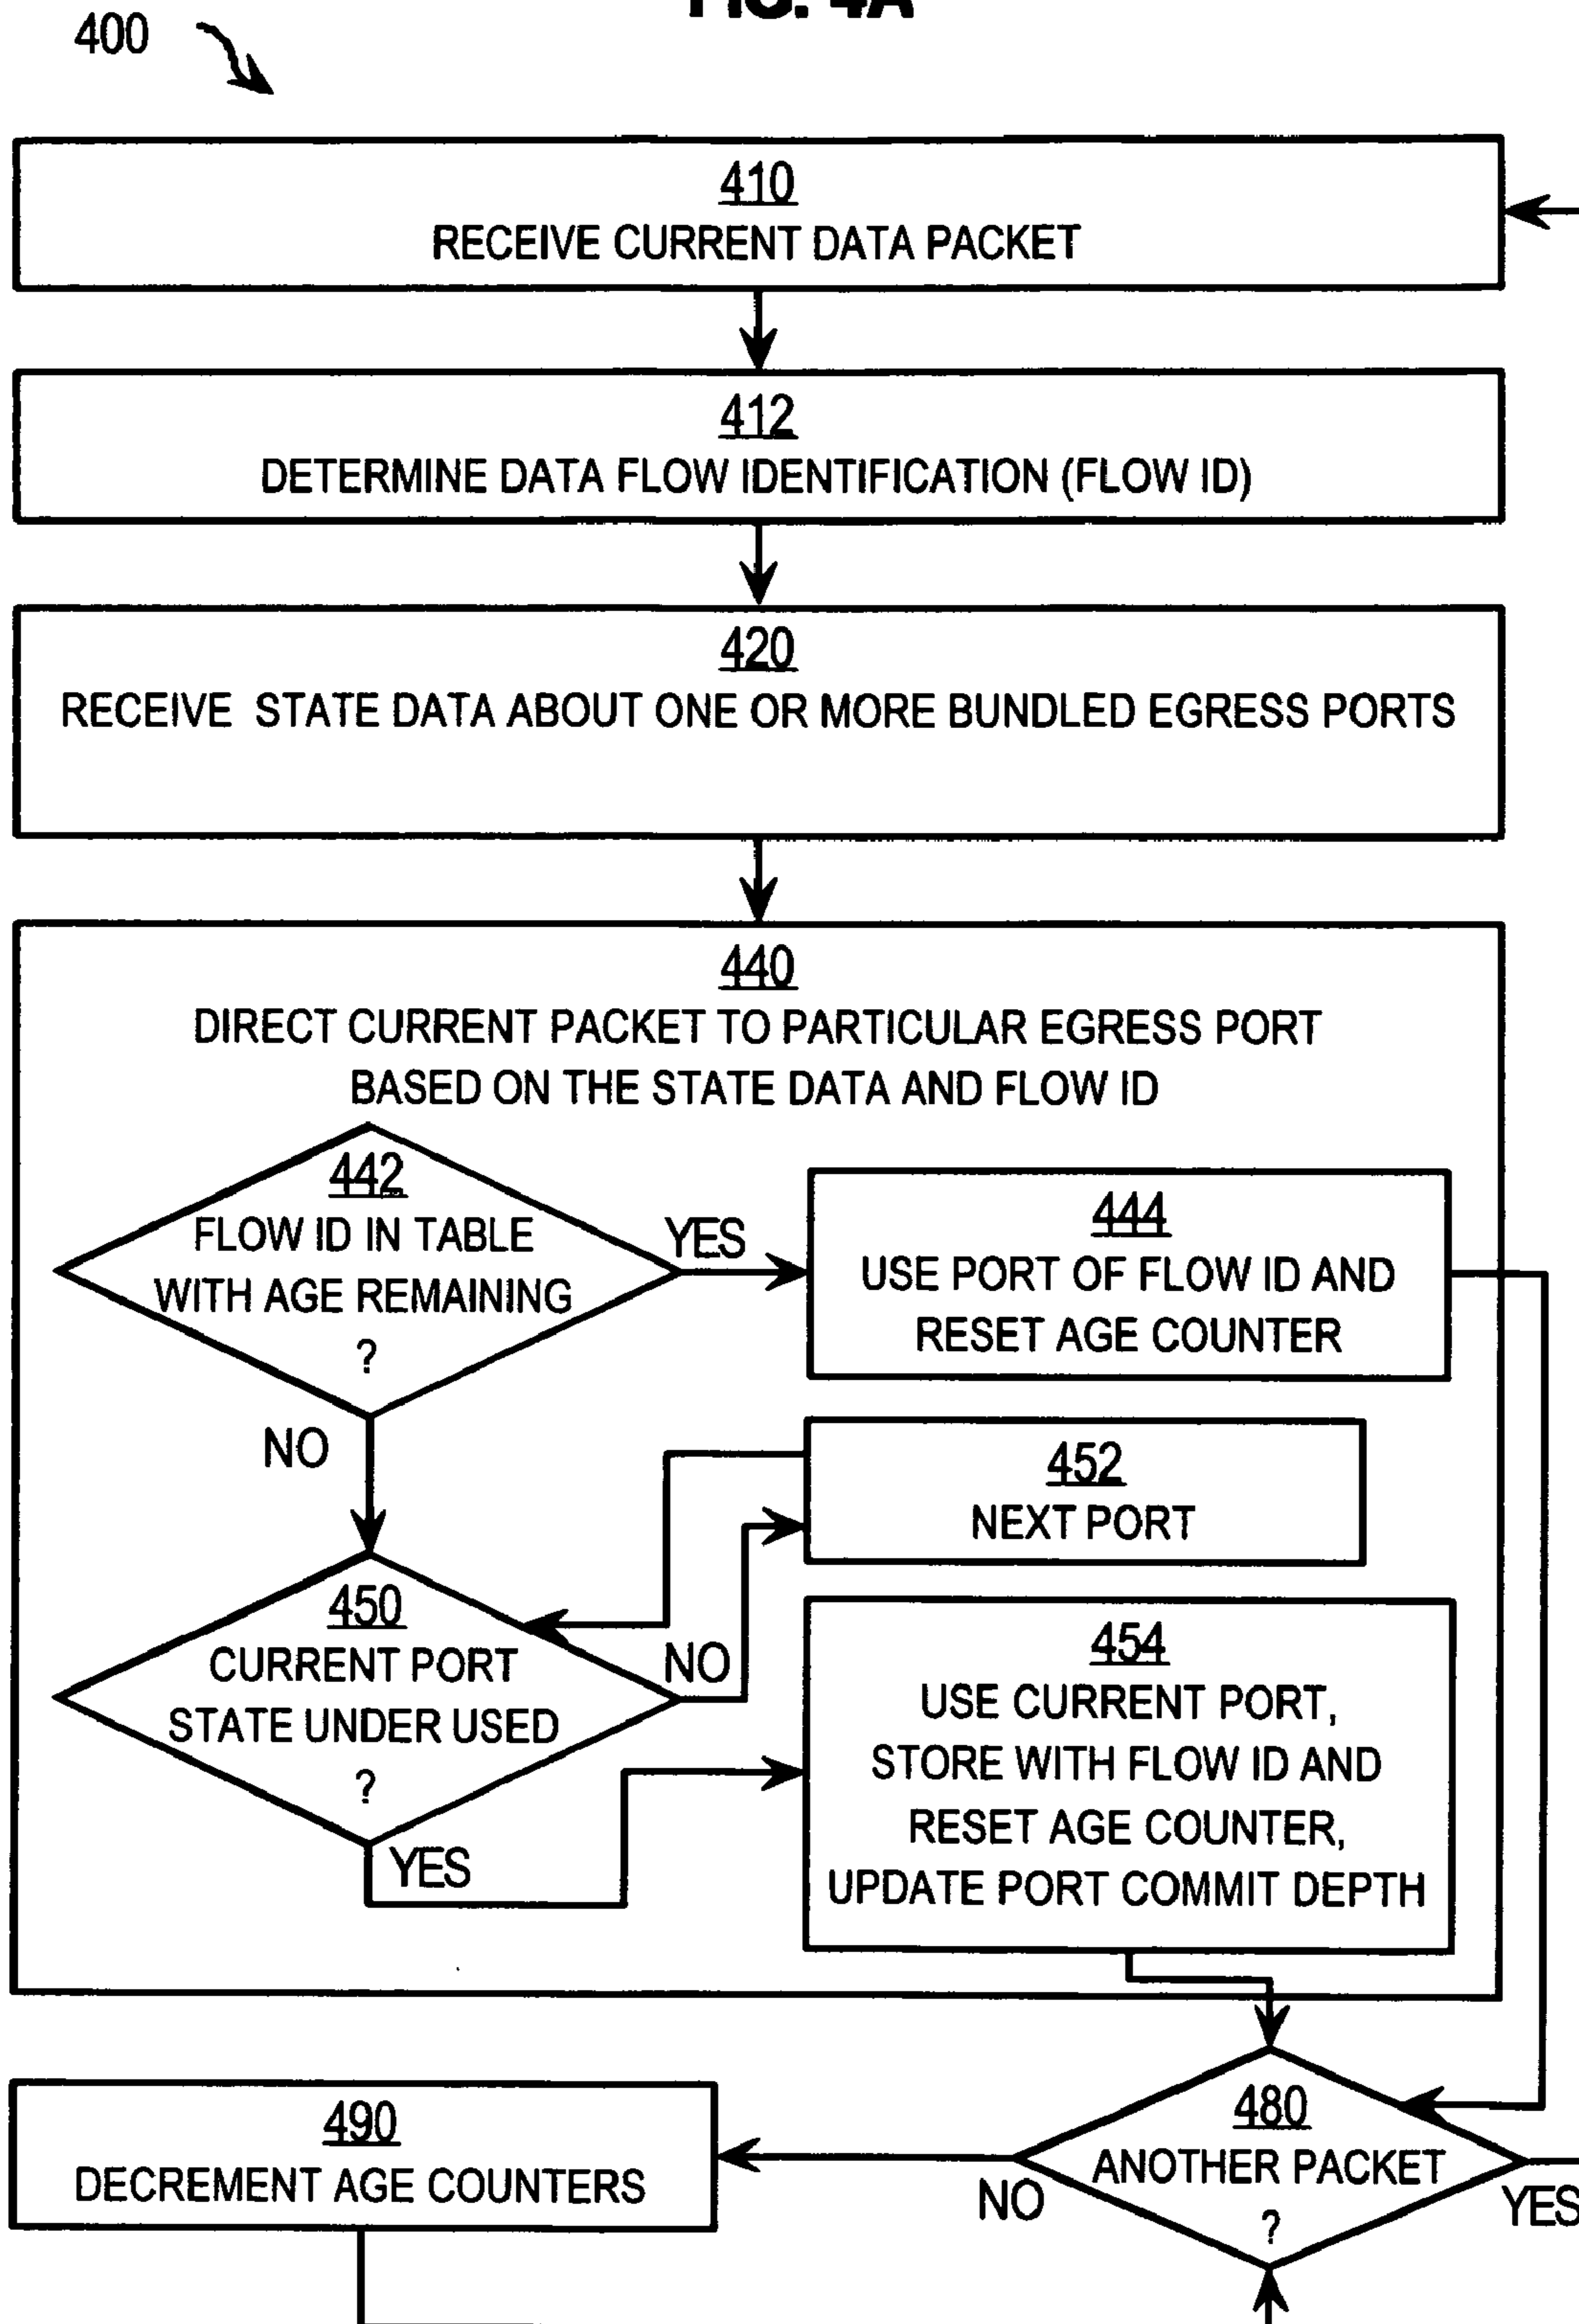 FIG. 4A
400
410
RECEIVE CURRENT DATA PACKET
412
DETERMINE DATA FLOW IDENTIFICATION (FLOW ID)
420
RECEIVE STATE DATA ABOUT ONE OR MORE BUNDLED EGRESS PORTS
440
DIRECT CURRENT PACKET TO PARTICULAR EGRESS PORT
BASED ON THE STATE DATA AND FLOW ID
442
FLOW ID IN TABLE
WITH AGE REMAINING
?
YES
444
USE PORT OF FLOW ID AND
RESET AGE COUNTER
NO
452
NEXT PORT
450
CURRENT PORT
STATE UNDER USED
?
NO
YES
454
USE CURRENT PORT,
STORE WITH FLOW ID AND
RESET AGE COUNTER,
UPDATE PORT COMMIT DEPTH
490
DECREMENT AGE COUNTERS
480
ANOTHER PACKET
?
NO
YES